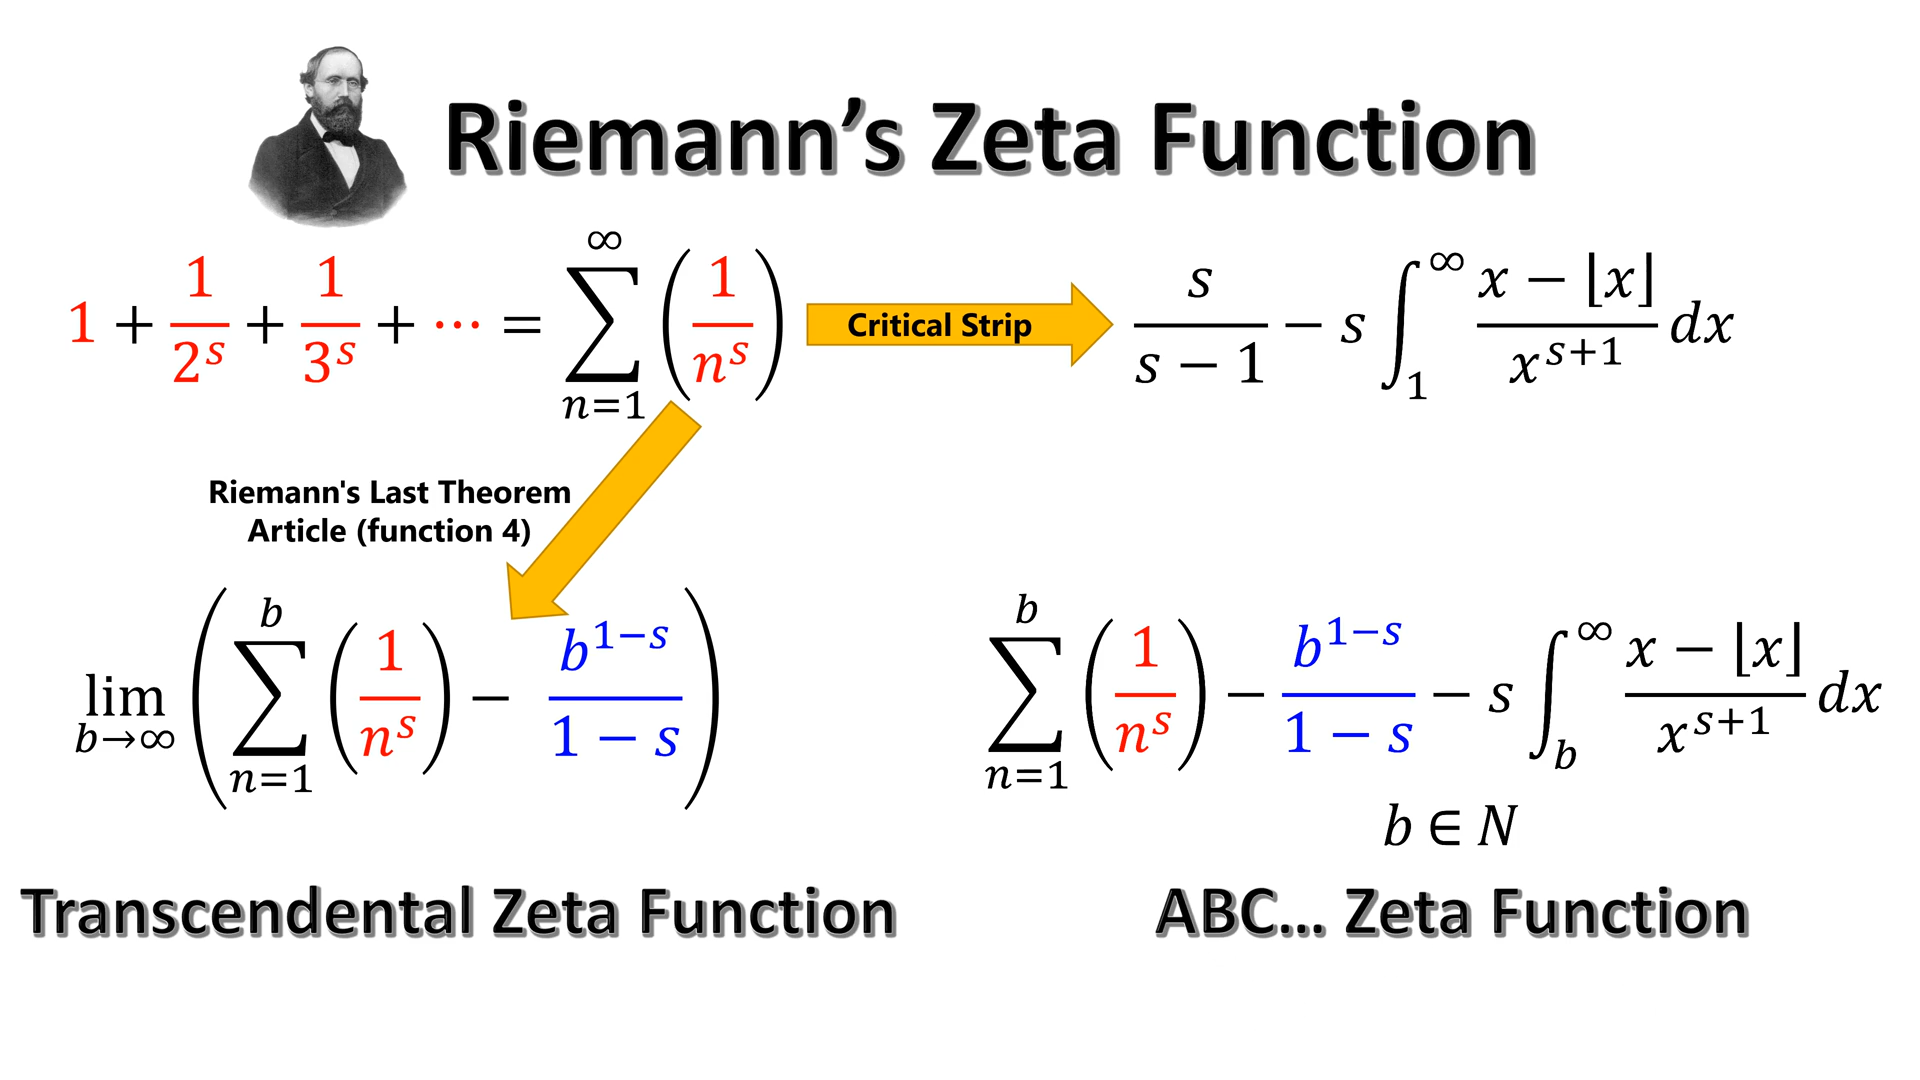 Riemann’s Zeta Function
1 + 1/2^s + 1/3^s + ⋯ = ∑_{n=1}^{∞} (1/n^s)
Critical Strip
s/(s − 1) − s ∫_1^∞ (x − ⌊x⌋)/x^{s+1} dx
Riemann's Last Theorem
Article (function 4)
lim_{b→∞} (∑_{n=1}^{b} (1/n^s) − b^{1−s}/(1 − s))
∑_{n=1}^{b} (1/n^s) − b^{1−s}/(1 − s) − s ∫_b^∞ (x − ⌊x⌋)/x^{s+1} dx
b ∈ N
Transcendental Zeta Function
ABC... Zeta Function